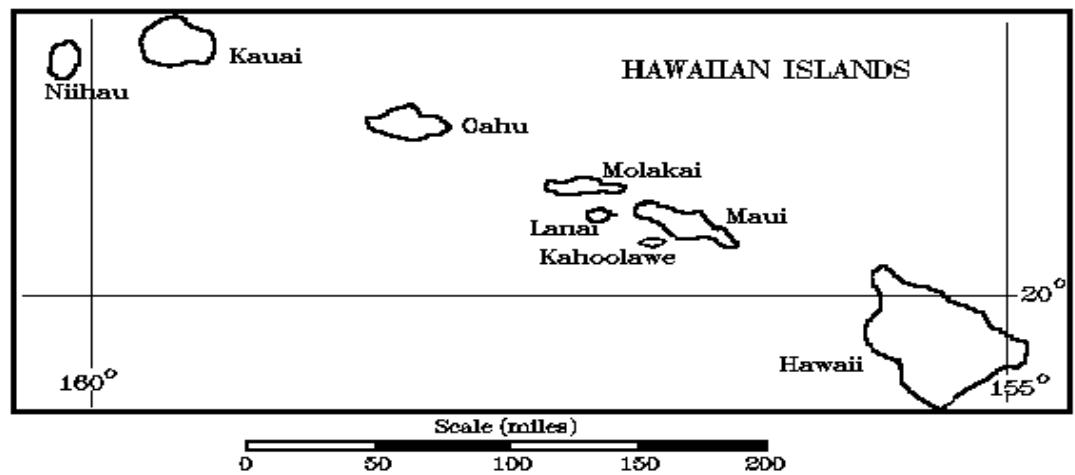 Kauai
Niihau
HAWAIIAN ISLANDS
Oahu
Molakai
Lanai
Maui
Kahoolawe
20°
Hawaii
160°
155°
Scale (miles)
0 50 100 150 200